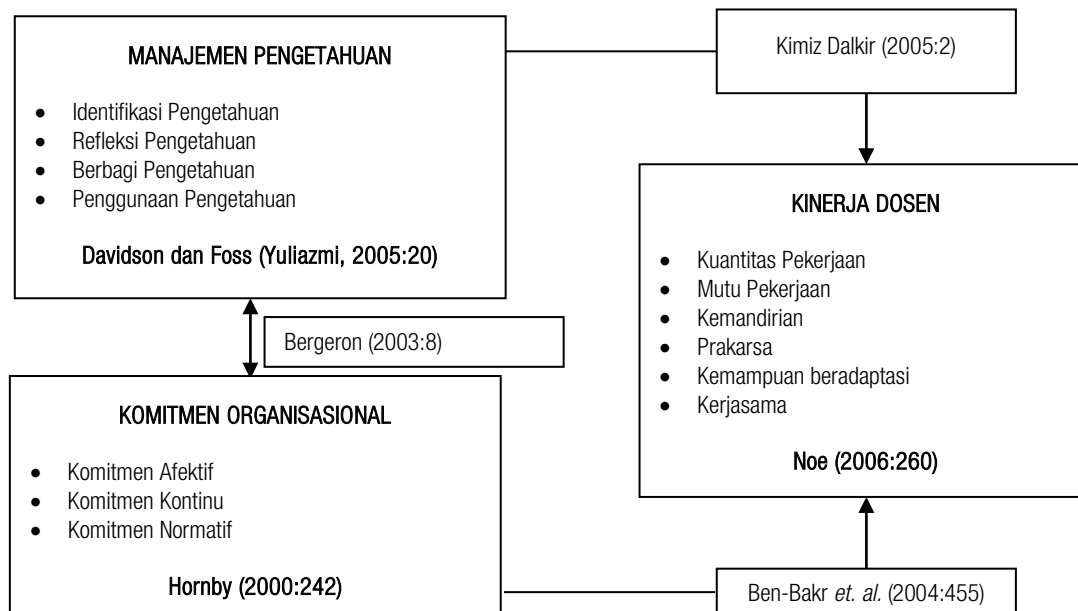 MANAJEMEN PENGETAHUAN
• Identifikasi Pengetahuan
• Refleksi Pengetahuan
• Berbagi Pengetahuan
• Penggunaan Pengetahuan
Davidson dan Foss (Yuliazmi, 2005:20)
Kimiz Dalkir (2005:2)
Bergeron (2003:8)
KOMITMEN ORGANISASIONAL
• Komitmen Afektif
• Komitmen Kontinu
• Komitmen Normatif
Hornby (2000:242)
KINERJA DOSEN
• Kuantitas Pekerjaan
• Mutu Pekerjaan
• Kemandirian
• Prakarsa
• Kemampuan beradaptasi
• Kerjasama
Noe (2006:260)
Ben-Bakr et. al. (2004:455)